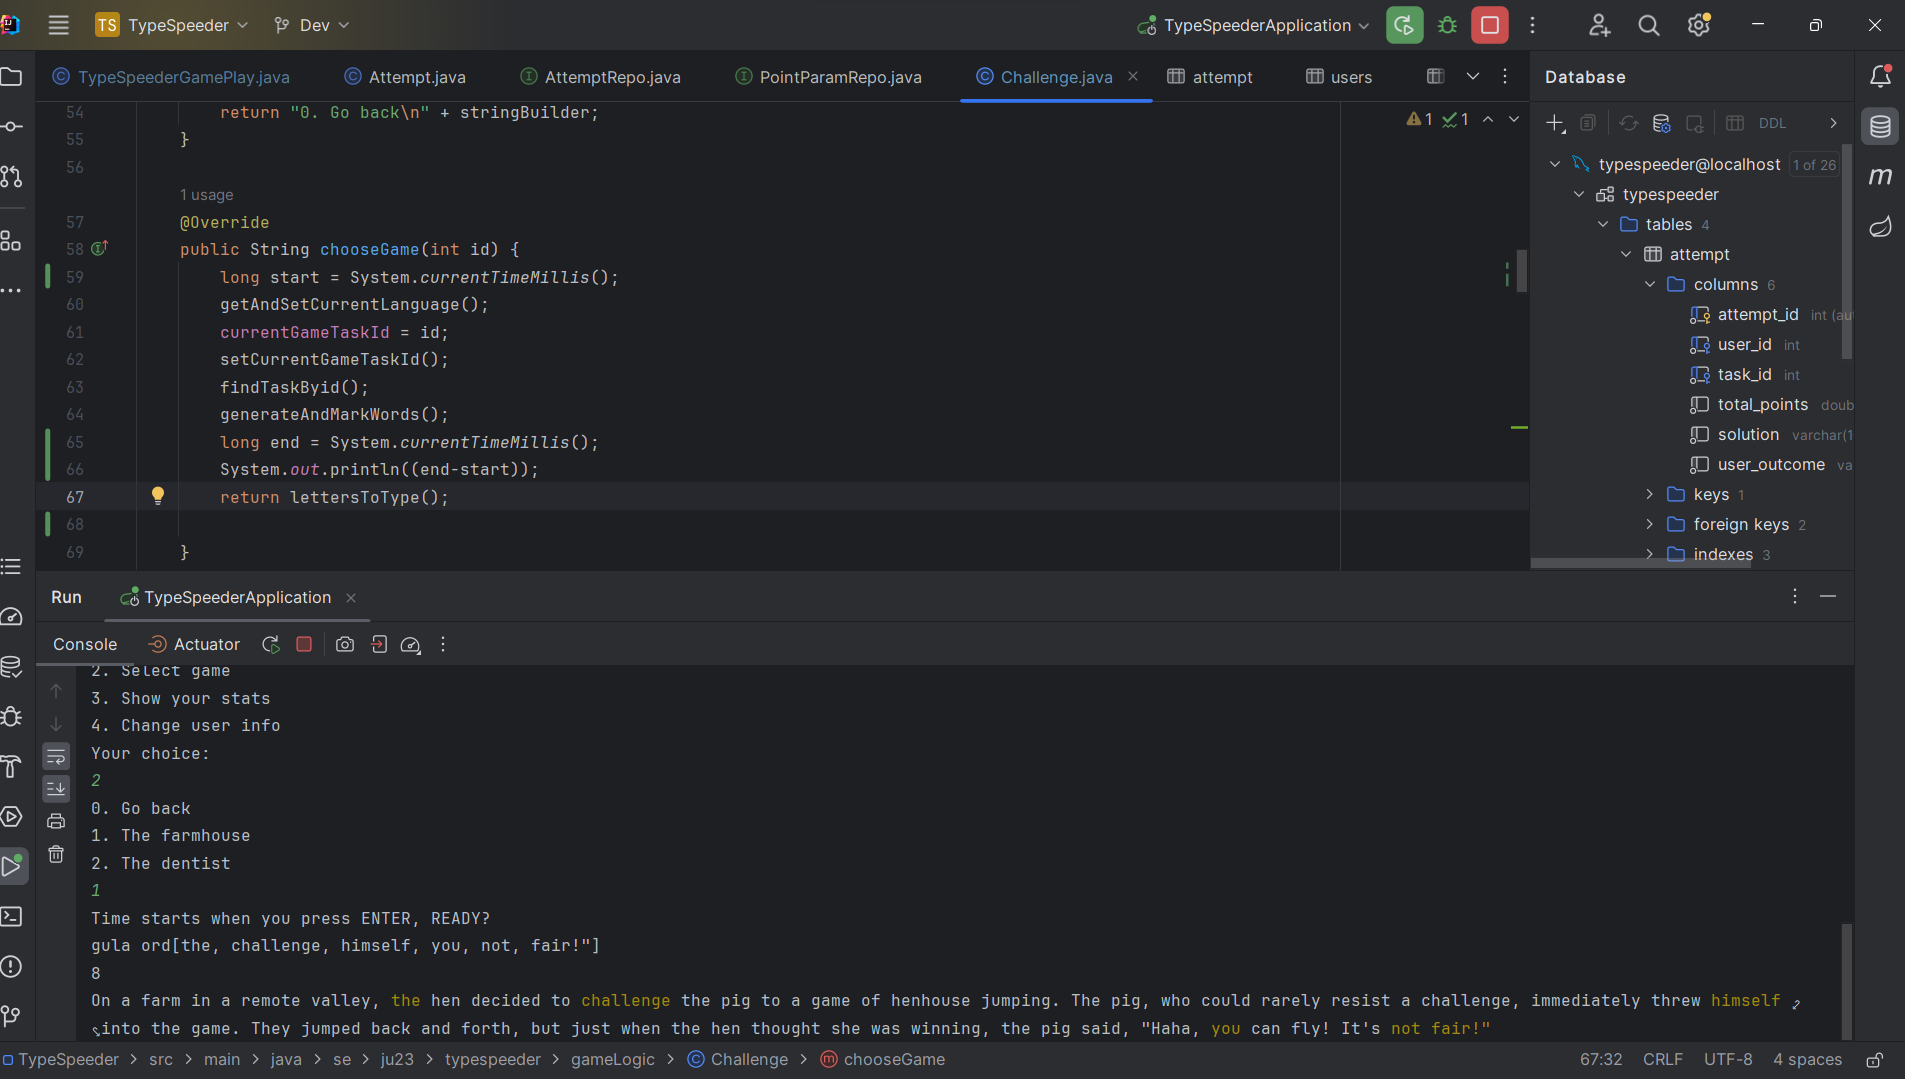 TS TypeSpeeder Dev TypeSpeederApplication
TypeSpeederGamePlay.java Attempt.java AttemptRepo.java PointParamRepo.java Challenge.java attempt users
Database
54 return "0. Go back\n" + stringBuilder;
1 1
55 }
56
1 usage
57 @Override
58 public String chooseGame(int id) {
59 long start = System.currentTimeMillis();
60 getAndSetCurrentLanguage();
61 currentGameTaskId = id;
62 setCurrentGameTaskId();
63 findTaskByid();
64 generateAndMarkWords();
65 long end = System.currentTimeMillis();
66 System.out.println((end-start));
67 return lettersToType();
68
69 }
DDL
typespeeder@localhost 1 of 26
typespeeder
tables 4
attempt
columns 6
attempt_id int (au
user_id int
task_id int
total_points doub
solution varchar(1
user_outcome va
keys 1
foreign keys 2
indexes 3
Run TypeSpeederApplication
Console Actuator
2. Select game
3. Show your stats
4. Change user info
Your choice:
2
0. Go back
1. The farmhouse
2. The dentist
1
Time starts when you press ENTER, READY?
gula ord[the, challenge, himself, you, not, fair!"]
8
On a farm in a remote valley, the hen decided to challenge the pig to a game of henhouse jumping. The pig, who could rarely resist a challenge, immediately threw himself
into the game. They jumped back and forth, but just when the hen thought she was winning, the pig said, "Haha, you can fly! It's not fair!"
TypeSpeeder > src > main > java > se > ju23 > typespeeder > gameLogic > Challenge > chooseGame
67:32 CRLF UTF-8 4 spaces